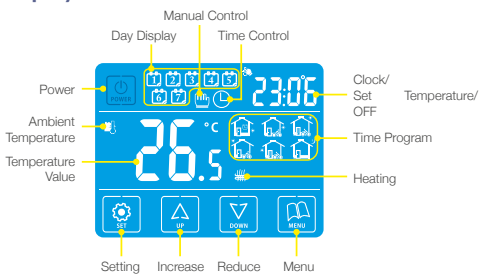 Manual Control
Day Display
Time Control
1 2 3 4 5
6 7
Power
POWER
23:06
Clock/
Set Temperature/
OFF
Ambient
Temperature
26.5 °C
Time Program
Temperature
Value
Heating
SET
UP
DOWN
MENU
Setting
Increase
Reduce
Menu